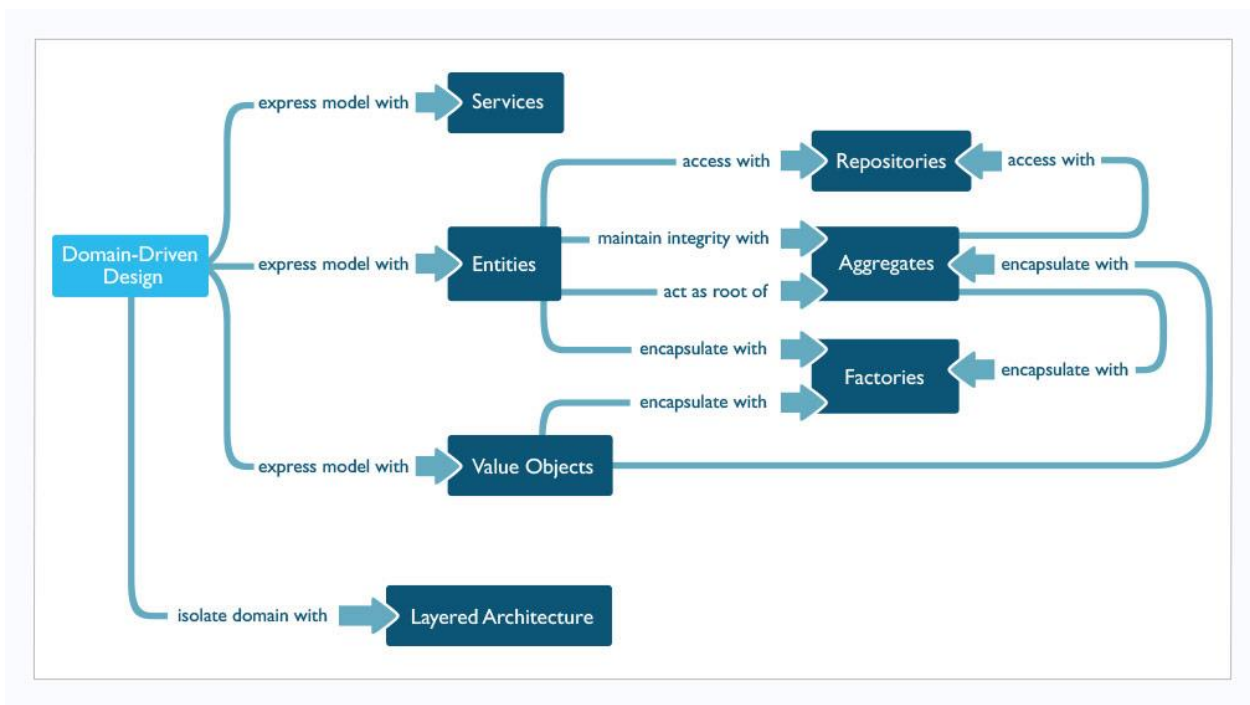 express model with
Services
access with
Repositories
access with
Domain-Driven
Design
express model with
Entities
maintain integrity with
Aggregates
encapsulate with
act as root of
encapsulate with
Factories
encapsulate with
encapsulate with
express model with
Value Objects
isolate domain with
Layered Architecture